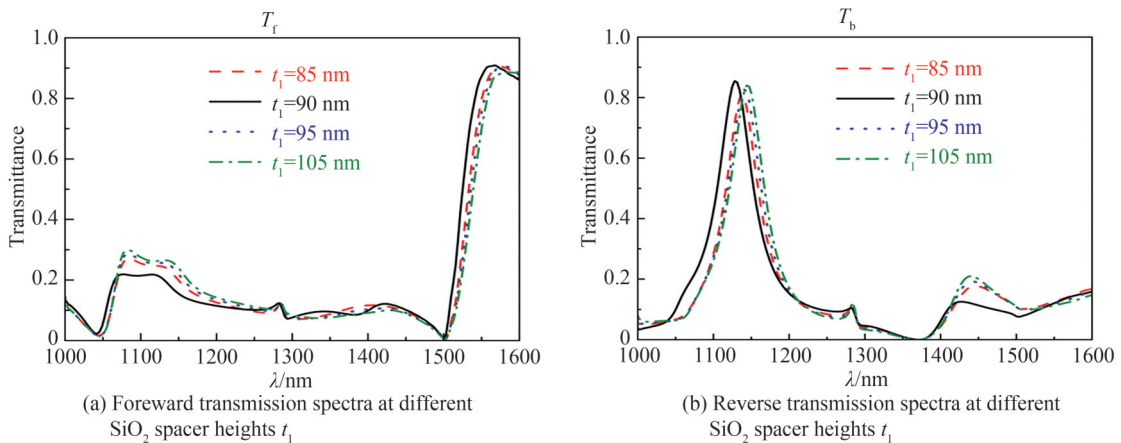 T_f
1.0
0.8
0.6
0.4
0.2
0
Transmittance
t_1=85 nm
t_1=90 nm
t_1=95 nm
t_1=105 nm
1000 1100 1200 1300 1400 1500 1600
λ/nm
(a) Foreward transmission spectra at different
SiO_2 spacer heights t_1
T_b
1.0
0.8
0.6
0.4
0.2
0
Transmittance
t_1=85 nm
t_1=90 nm
t_1=95 nm
t_1=105 nm
1000 1100 1200 1300 1400 1500 1600
λ/nm
(b) Reverse transmission spectra at different
SiO_2 spacer heights t_1